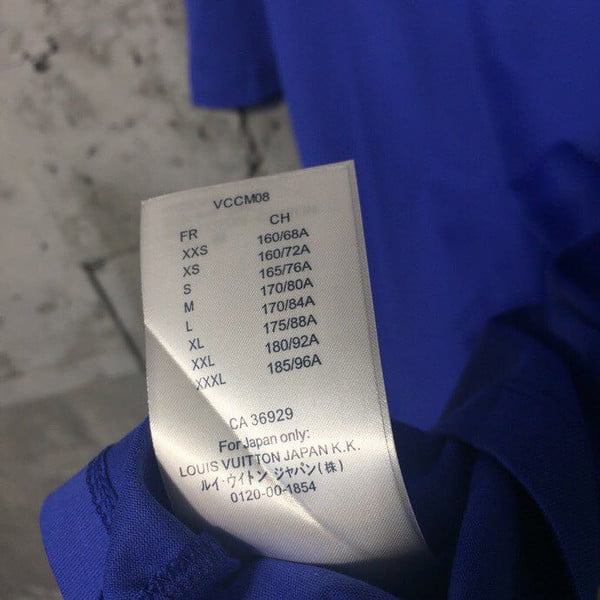 VCCM08
FR CH
XXS 160/68A
XS 160/72A
S 165/76A
M 170/80A
L 170/84A
XL 175/88A
XXL 180/92A
XXXL 185/96A
CA 36929
For Japan only:
LOUIS VUITTON JAPAN K.K.
ルイ・ウイトン ジャパン(株)
0120-00-1854